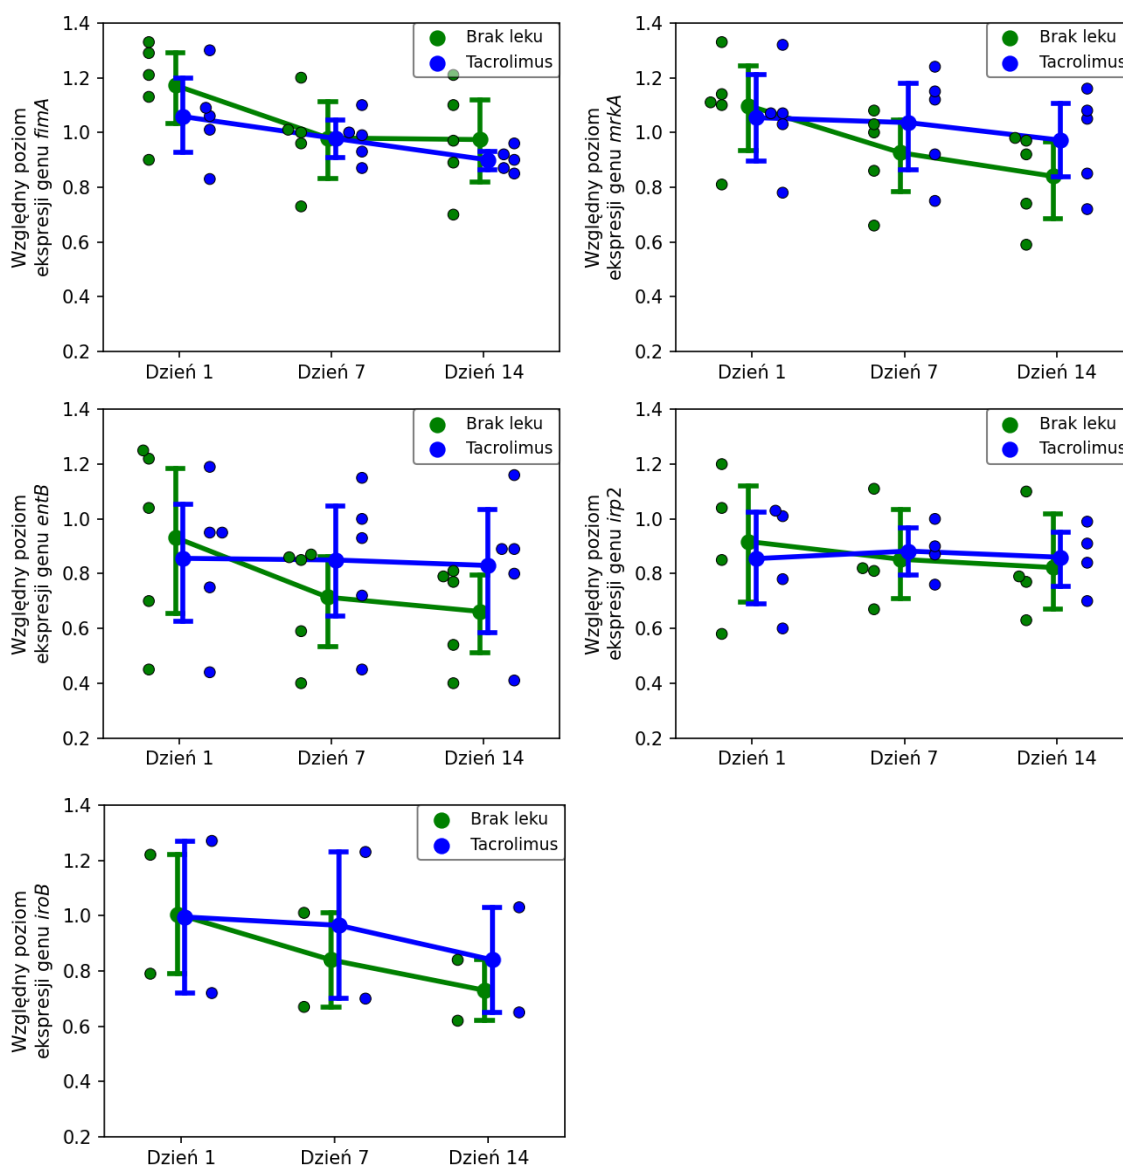 1.4
1.2
1.0
0.8
0.6
0.4
0.2
Względny poziom
ekspresji genu fimA
Brak leku
Tacrolimus
Dzień 1
Dzień 7
Dzień 14
1.4
1.2
1.0
0.8
0.6
0.4
0.2
Względny poziom
ekspresji genu mrkA
Brak leku
Tacrolimus
Dzień 1
Dzień 7
Dzień 14
1.4
1.2
1.0
0.8
0.6
0.4
0.2
Względny poziom
ekspresji genu entB
Brak leku
Tacrolimus
Dzień 1
Dzień 7
Dzień 14
1.4
1.2
1.0
0.8
0.6
0.4
0.2
Względny poziom
ekspresji genu irp2
Brak leku
Tacrolimus
Dzień 1
Dzień 7
Dzień 14
1.4
1.2
1.0
0.8
0.6
0.4
0.2
Względny poziom
ekspresji genu iroB
Brak leku
Tacrolimus
Dzień 1
Dzień 7
Dzień 14